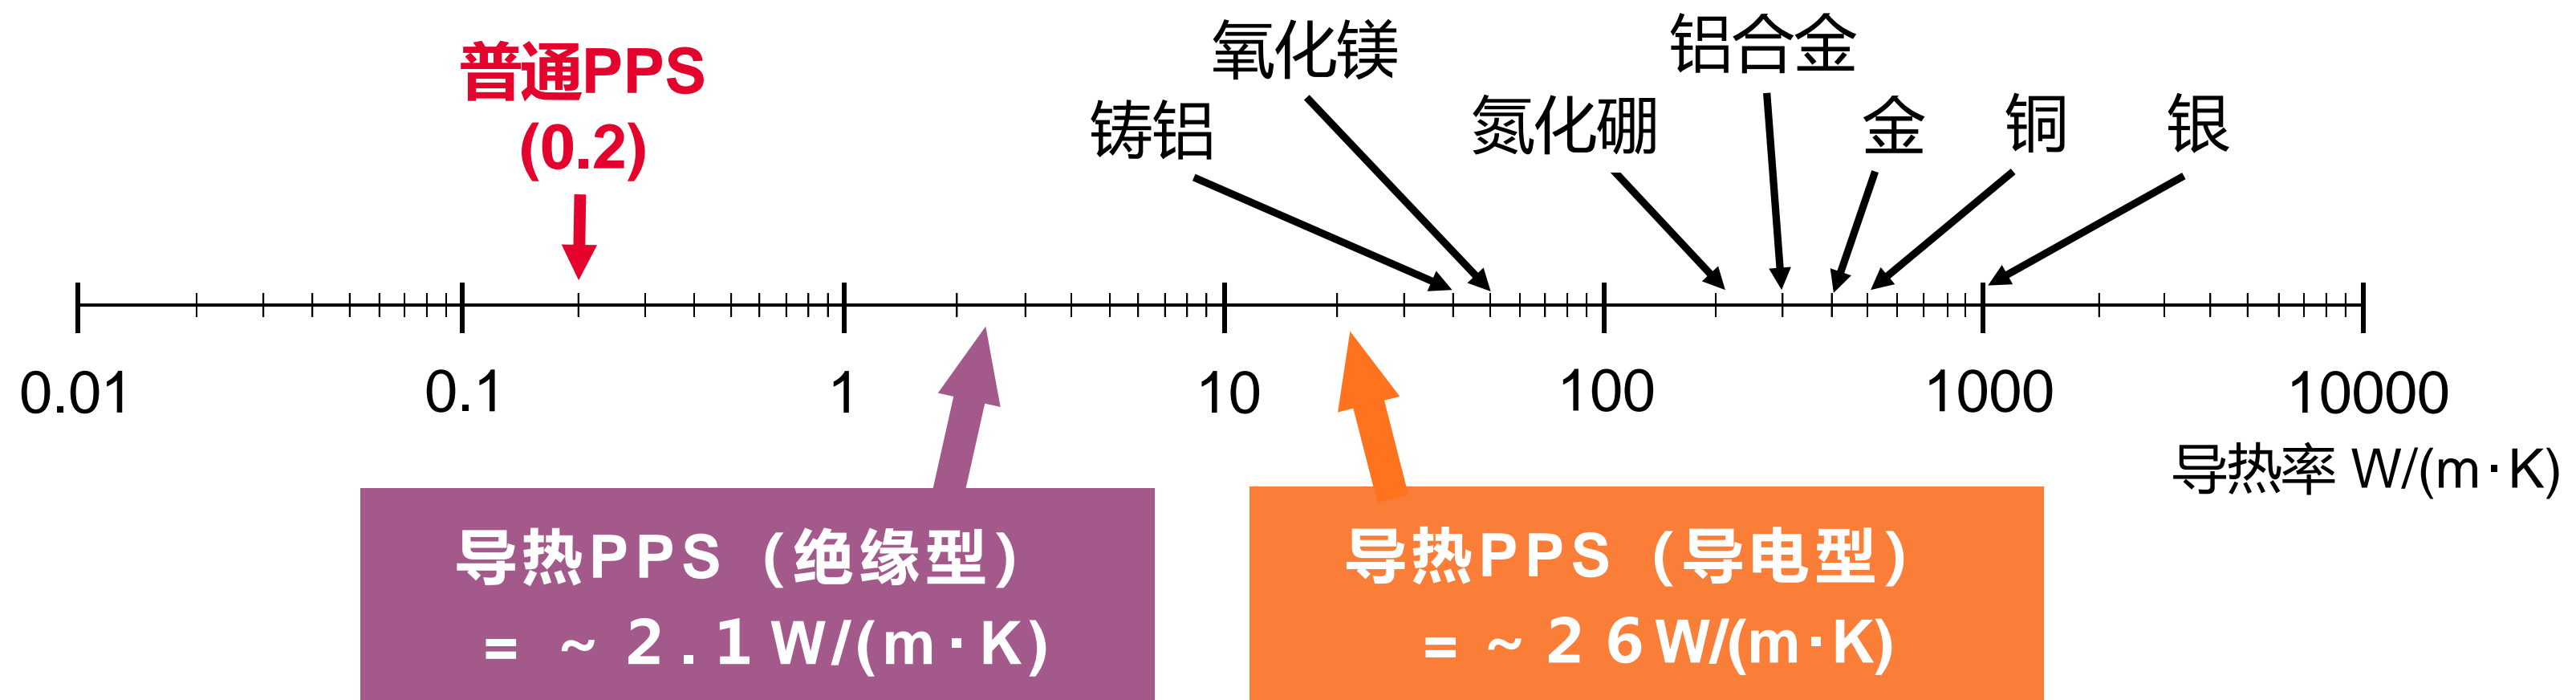 普通PPS
(0.2)
铸铝
氧化镁
氮化硼
铝合金
金
铜
银
0.01
0.1
1
10
100
1000
10000
导热率 W/(m·K)
导热PPS（绝缘型）
= ~ 2.1 W/(m·K)
导热PPS（导电型）
= ~ 26 W/(m·K)